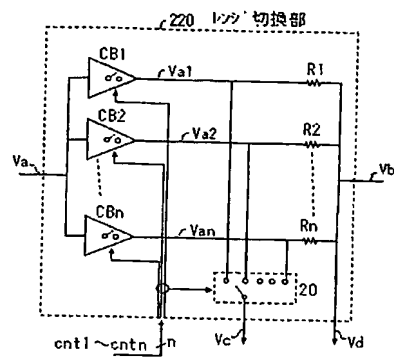 220 レンジ切換部
CB1
Va1
R1
CB2
Va2
R2
Va
Vb
CBn
Van
Rn
20
cnt1〜cntn
n
Vc
Vd